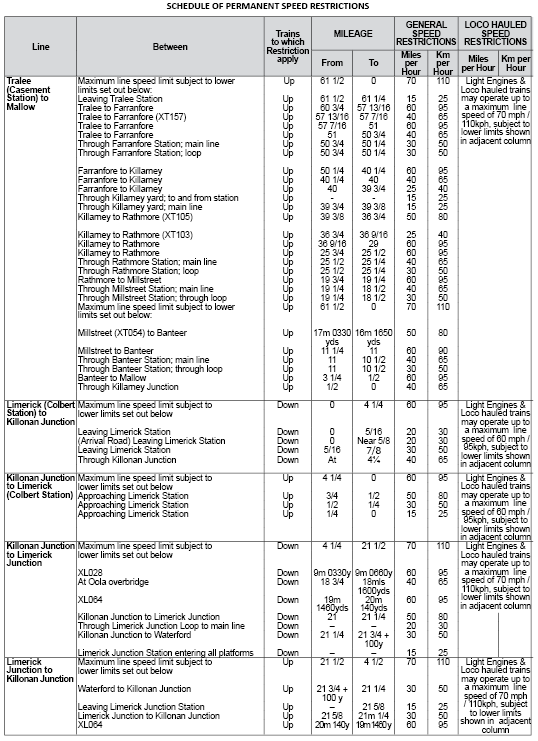 SCHEDULE OF PERMANENT SPEED RESTRICTIONS
Line Between Trains to which Restriction apply MILEAGE GENERAL SPEED RESTRICTIONS LOCO HAULED SPEED RESTRICTIONS
From To Miles per Hour Km per Hour Miles per Hour Km per Hour
Tralee (Casement Station) to Mallow
Maximum line speed limit subject to lower limits set out below: Up 61 1/2 0 70 110
Light Engines & Loco hauled trains may operate up to a maximum line speed of 70 mph / 110kph, subject to lower limits shown in adjacent column
Leaving Tralee Station Up 61 1/2 61 1/4 15 25
Tralee to Farranfore Up 60 3/4 57 13/16 60 95
Tralee to Farranfore (XT157) Up 57 13/16 57 7/16 40 65
Tralee to Farranfore Up 57 7/16 51 60 95
Tralee to Farranfore Up 51 50 3/4 40 65
Through Farranfore Station; main line Up 50 3/4 50 1/4 30 50
Through Farranfore Station; loop Up 50 3/4 50 1/4 30 50
Farranfore to Killarney Up 50 1/4 40 1/4 60 95
Farranfore to Killarney Up 40 1/4 40 40 65
Farranfore to Killarney Up 40 39 3/4 25 40
Through Killarney yard; to and from station Up - - 15 25
Through Killarney yard; main line Up 39 3/4 39 3/8 15 25
Killarney to Rathmore (XT105) Up 39 3/8 36 3/4 50 80
Killarney to Rathmore (XT103) Up 36 3/4 36 9/16 25 40
Killarney to Rathmore Up 36 9/16 29 60 95
Killarney to Rathmore Up 25 3/4 25 1/2 60 95
Through Rathmore Station; main line Up 25 1/2 25 1/4 40 65
Through Rathmore Station; loop Up 25 1/2 25 1/4 30 50
Rathmore to Millstreet Up 19 3/4 19 1/4 60 95
Through Millstreet Station; main line Up 19 1/4 18 1/2 40 65
Through Millstreet Station; through loop Up 19 1/4 18 1/2 30 50
Maximum line speed limit subject to lower limits set out below: Up 61 1/2 0 70 110
Millstreet (XT054) to Banteer Up 17m 0330 yds 16m 1650 yds 50 80
Millstreet to Banteer Up 11 1/4 11 60 90
Through Banteer Station; main line Up 11 10 1/2 40 65
Through Banteer Station; through loop Up 11 10 1/2 30 50
Banteer to Mallow Up 3 1/4 1/2 60 95
Through Killarney Junction Up 1/2 0 40 65
Limerick (Colbert Station) to Killonan Junction
Maximum line speed limit subject to lower limits set out below Down 0 4 1/4 60 95
Light Engines & Loco hauled trains may operate up to a maximum line speed of 60 mph / 95kph, subject to lower limits shown in adjacent column
Leaving Limerick Station Down 0 5/16 20 30
(Arrival Road) Leaving Limerick Station Down 0 Near 5/8 20 30
Leaving Limerick Station Down 5/16 7/8 30 50
Through Killonan Junction Down At 4¼ 40 65
Killonan Junction to Limerick (Colbert Station)
Maximum line speed limit subject to lower limits set out below Up 4 1/4 0 60 95
Light Engines & Loco hauled trains may operate up to a maximum line speed of 60 mph / 95kph, subject to lower limits shown in adjacent column
Approaching Limerick Station Up 3/4 1/2 50 80
Approaching Limerick Station Up 1/2 1/4 30 50
Approaching Limerick Station Up 1/4 0 15 25
Killonan Junction to Limerick Junction
Maximum line speed limit subject to lower limits set out below Down 4 1/4 21 1/2 70 110
Light Engines & Loco hauled trains may operate up to a maximum line speed of 70 mph / 110kph, subject to lower limits shown in adjacent column
XL028 Down 9m 0330y 9m 0660y 60 95
At Oola overbridge Down 18 3/4 18mls 1600yds 40 65
XL064 Down 19m 1460yds 20m 140yds 60 95
Killonan Junction to Limerick Junction Down 21 21 1/4 50 80
Through Limerick Junction Loop to main line Down – – 20 30
Killonan Junction to Waterford Down 21 1/4 21 3/4 + 100y 30 50
Limerick Junction Station entering all platforms Down – – 15 25
Limerick Junction to Killonan Junction
Maximum line speed limit subject to lower limits set out below Up 21 1/2 4 1/2 70 110
Light Engines & Loco hauled trains may operate up to a maximum line speed of 70 mph / 110kph, subject to lower limits shown in adjacent column
Waterford to Killonan Junction Up 21 3/4 + 100 y 21 1/4 30 50
Leaving Limerick Junction Station Up – 21 5/8 15 25
Limerick Junction to Killonan Junction Up 21 5/8 21m 1/4 30 50
XL064 Up 20m 140y 19m1460y 60 95